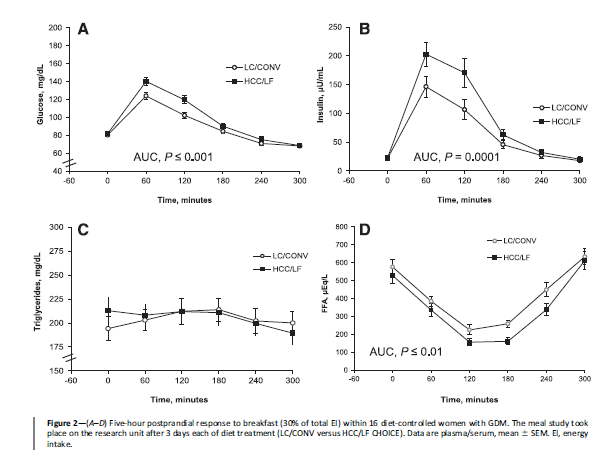 A
200
180
160
140
120
100
80
60
40
Glucose, mg/dL
LC/CONV
HCC/LF
AUC, P ≤ 0.001
-60 0 60 120 180 240 300
Time, minutes
B
250
200
150
100
50
0
Insulin, µU/mL
LC/CONV
HCC/LF
AUC, P = 0.0001
-60 0 60 120 180 240 300
Time, minutes
C
300
275
250
225
200
175
150
Triglycerides, mg/dL
LC/CONV
HCC/LF
-60 0 60 120 180 240 300
Time, minutes
D
800
700
600
500
400
300
200
100
0
FFA, µEq/L
LC/CONV
HCC/LF
AUC, P ≤ 0.01
-60 0 60 120 180 240 300
Time, minutes
Figure 2—(A–D) Five-hour postprandial response to breakfast (30% of total EI) within 16 diet-controlled women with GDM. The meal study took
place on the research unit after 3 days each of diet treatment (LC/CONV versus HCC/LF CHOICE). Data are plasma/serum, mean ± SEM. EI, energy
intake.